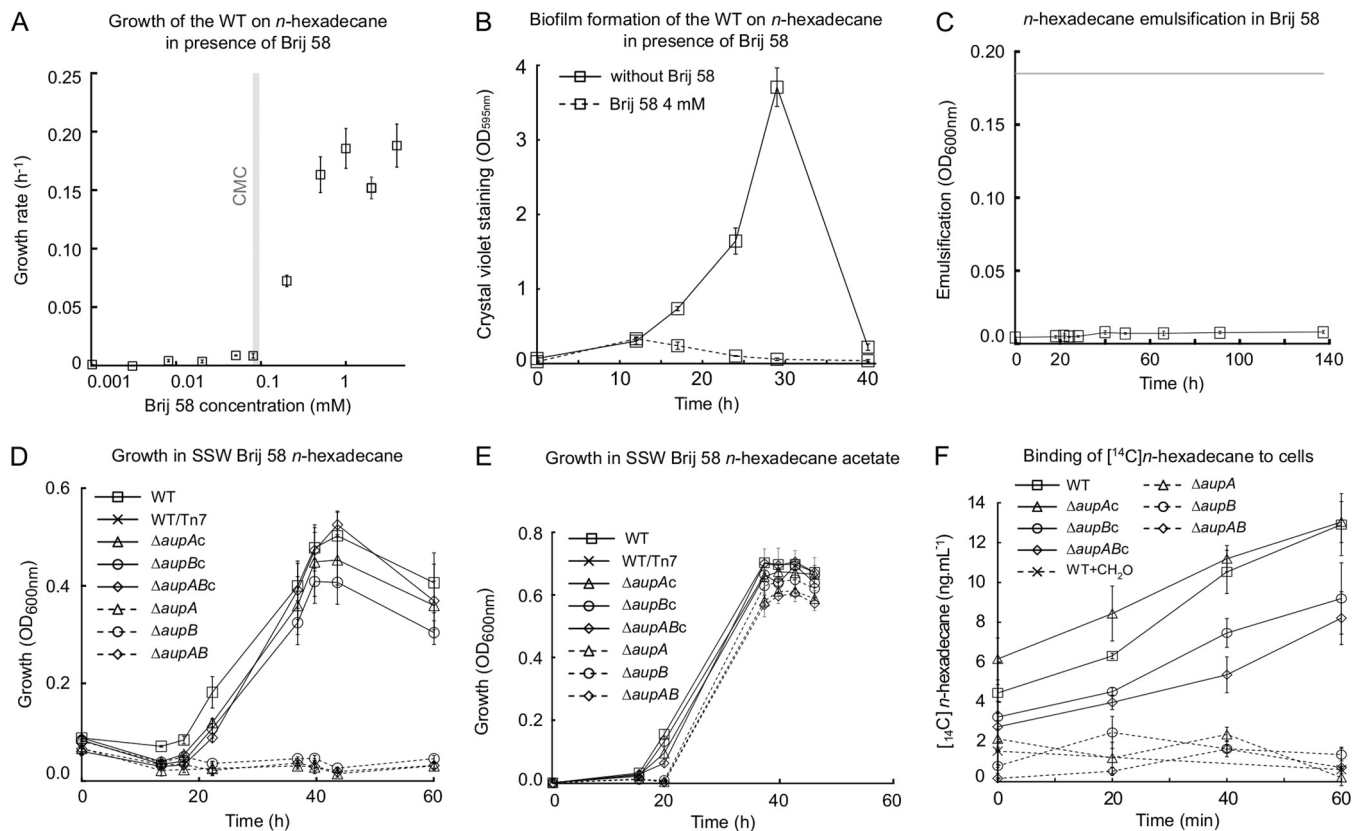 A
Growth of the WT on n-hexadecane
in presence of Brij 58
0.25
0.20
0.15
0.10
0.05
0
Growth rate (h-1)
CMC
0.001
0.01
0.1
1
Brij 58 concentration (mM)
B
Biofilm formation of the WT on n-hexadecane
in presence of Brij 58
4
3
2
1
0
Crystal violet staining (OD595nm)
without Brij 58
Brij 58 4 mM
0
10
20
30
40
Time (h)
C
n-hexadecane emulsification in Brij 58
0.20
0.15
0.10
0.05
0.0
Emulsification (OD600nm)
0
20
60
100
140
Time (h)
D
Growth in SSW Brij 58 n-hexadecane
0.6
0.4
0.2
0.0
Growth (OD600nm)
WT
WT/Tn7
ΔaupAc
ΔaupBc
ΔaupABc
ΔaupA
ΔaupB
ΔaupAB
0
20
40
60
Time (h)
E
Growth in SSW Brij 58 n-hexadecane acetate
0.8
0.6
0.4
0.2
0.0
Growth (OD600nm)
WT
WT/Tn7
ΔaupAc
ΔaupBc
ΔaupABc
ΔaupA
ΔaupB
ΔaupAB
0
20
40
60
Time (h)
F
Binding of [14C]n-hexadecane to cells
WT
ΔaupAc
ΔaupBc
ΔaupABc
WT+CH2O
ΔaupA
ΔaupB
ΔaupAB
14
12
10
8
6
4
2
0
[14C] n-hexadecane (ng.mL-1)
0
20
40
60
Time (min)